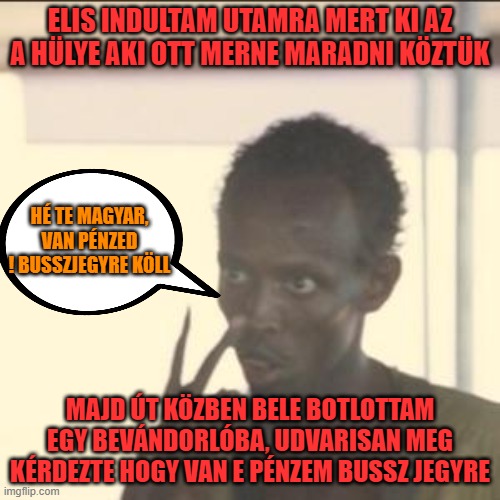 ELIS INDULTAM UTAMRA MERT KI AZ
A HÜLYE AKI OTT MERNE MARADNI KÖZTÜK
HÉ TE MAGYAR,
VAN PÉNZED
! BUSSZJEGYRE KÖLL
MAJD ÚT KÖZBEN BELE BOTLOTTAM
EGY BEVÁNDORLÓBA, UDVARISAN MEG
KÉRDEZTE HOGY VAN E PÉNZEM BUSSZ JEGYRE
imgflip.com